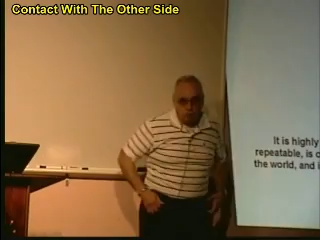 Contact With The Other Side
It is highly
repeatable, is
the world, and